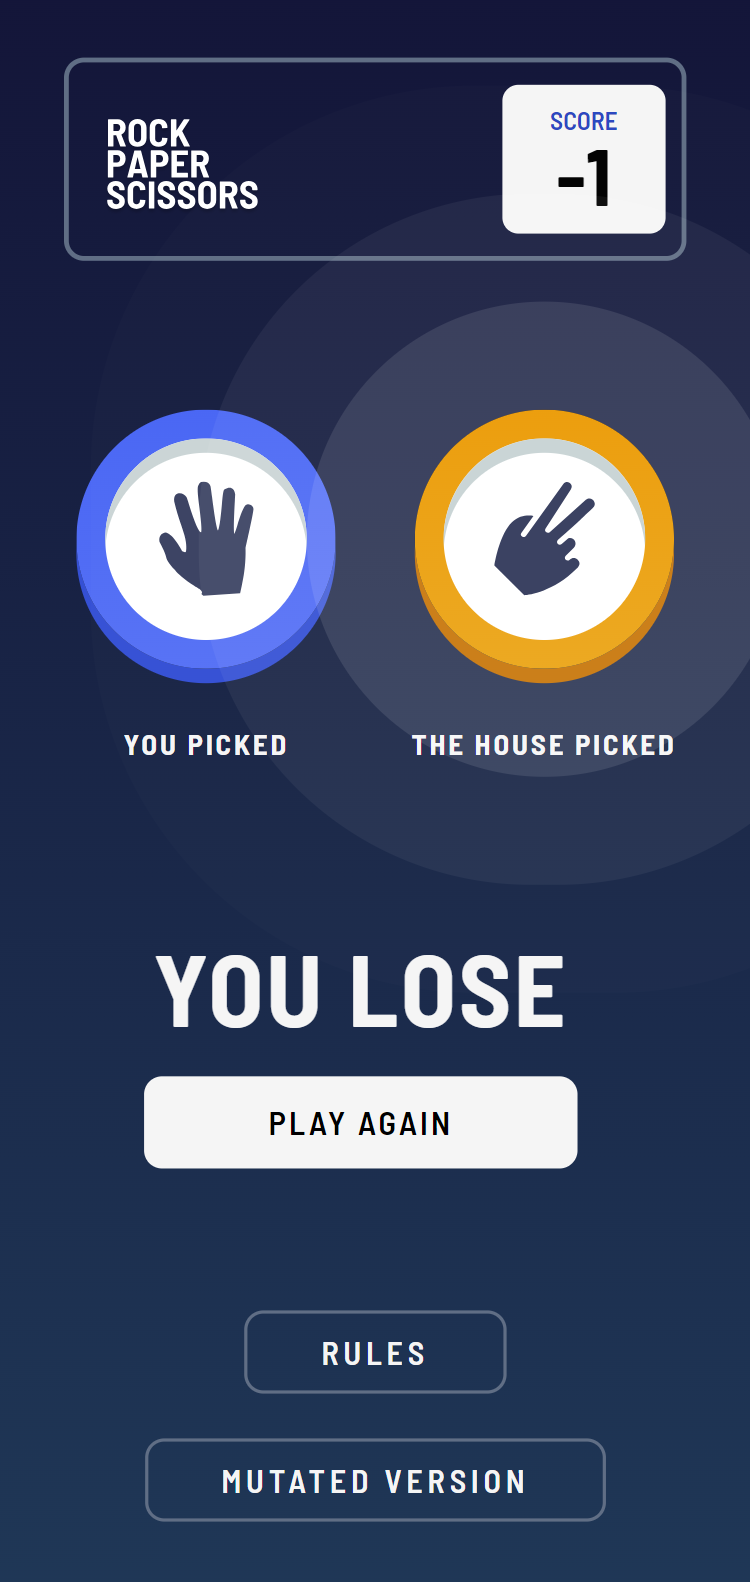 ROCK
PAPER
SCISSORS
SCORE
-1
YOU PICKED
THE HOUSE PICKED
YOU LOSE
PLAY AGAIN
RULES
MUTATED VERSION